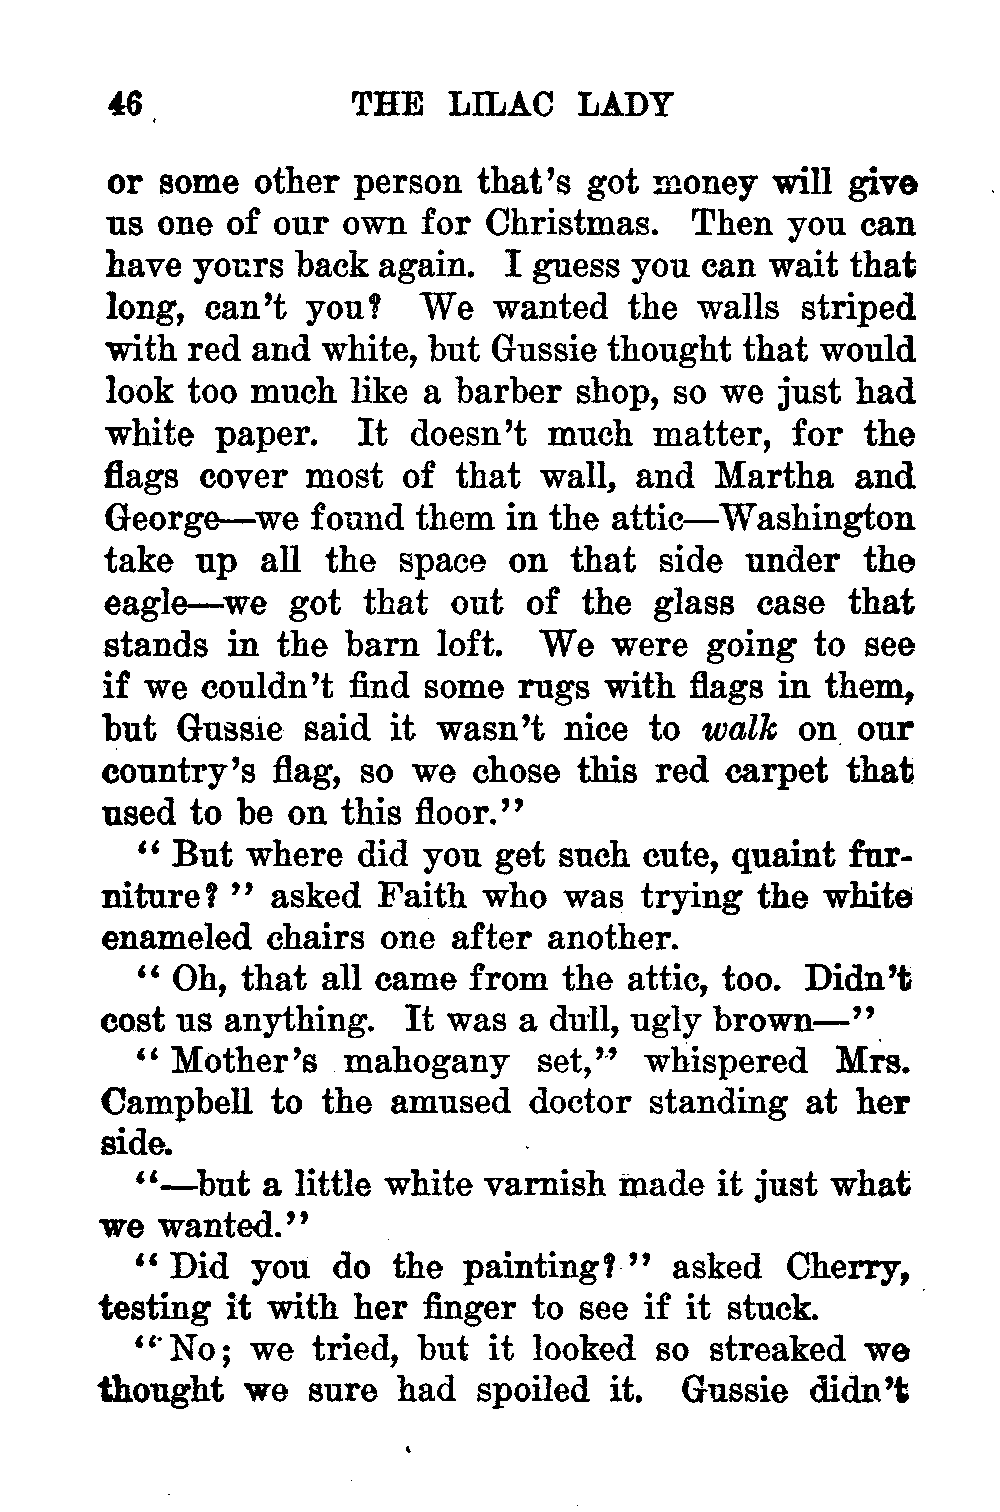 46 THE LILAC LADY
or some other person that's got money will give
us one of our own for Christmas. Then you can
have yours back again. I guess you can wait that
long, can't you? We wanted the walls striped
with red and white, but Gussie thought that would
look too much like a barber shop, so we just had
white paper. It doesn't much matter, for the
flags cover most of that wall, and Martha and
George—we found them in the attic—Washington
take up all the space on that side under the
eagle—we got that out of the glass case that
stands in the barn loft. We were going to see
if we couldn't find some rugs with flags in them,
but Gussie said it wasn't nice to walk on our
country's flag, so we chose this red carpet that
used to be on this floor."
" But where did you get such cute, quaint fur-
niture? " asked Faith who was trying the white
enameled chairs one after another.
" Oh, that all came from the attic, too. Didn't
cost us anything. It was a dull, ugly brown—"
" Mother's mahogany set," whispered Mrs.
Campbell to the amused doctor standing at her
side.
"—but a little white varnish made it just what
we wanted."
" Did you do the painting? " asked Cherry,
testing it with her finger to see if it stuck.
" No; we tried, but it looked so streaked we
thought we sure had spoiled it. Gussie didn't